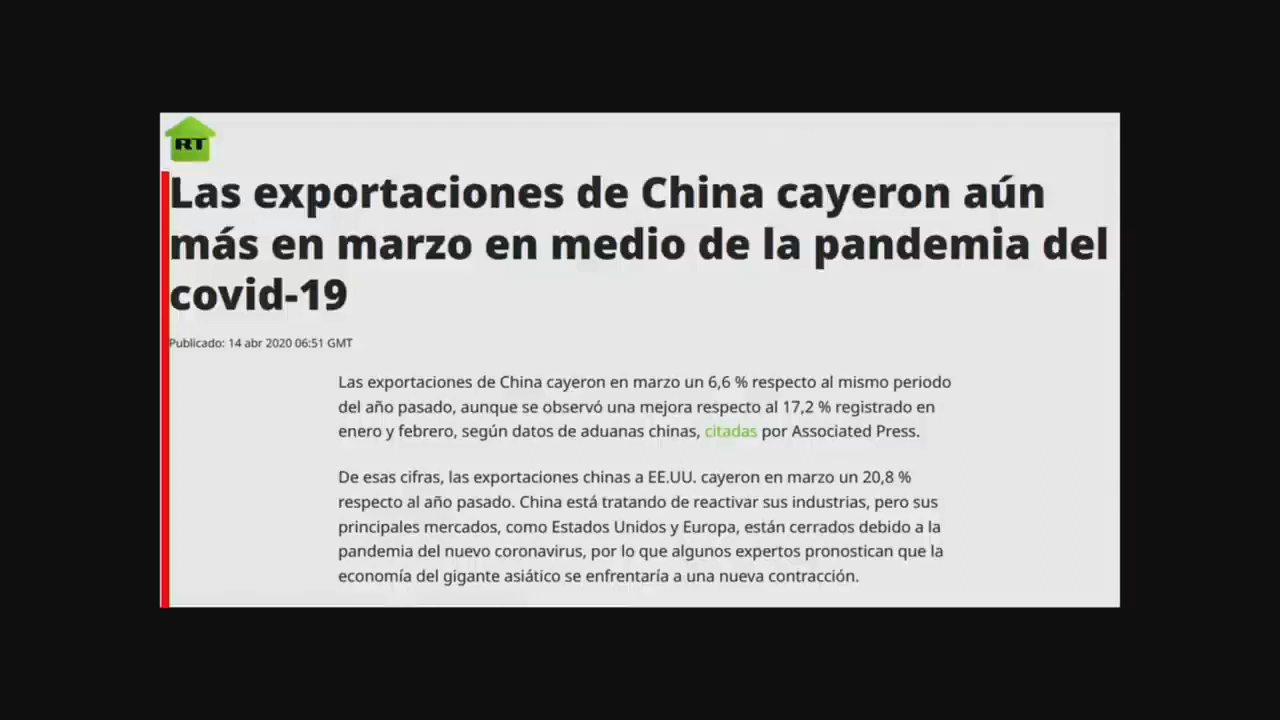 RT
Las exportaciones de China cayeron aún
más en marzo en medio de la pandemia del
covid-19
Publicado: 14 abr 2020 06:51 GMT
Las exportaciones de China cayeron en marzo un 6,6 % respecto al mismo periodo
del año pasado, aunque se observó una mejora respecto al 17,2 % registrado en
enero y febrero, según datos de aduanas chinas, citadas por Associated Press.
De esas cifras, las exportaciones chinas a EE.UU. cayeron en marzo un 20,8 %
respecto al año pasado. China está tratando de reactivar sus industrias, pero sus
principales mercados, como Estados Unidos y Europa, están cerrados debido a la
pandemia del nuevo coronavirus, por lo que algunos expertos pronostican que la
economía del gigante asiático se enfrentaría a una nueva contracción.